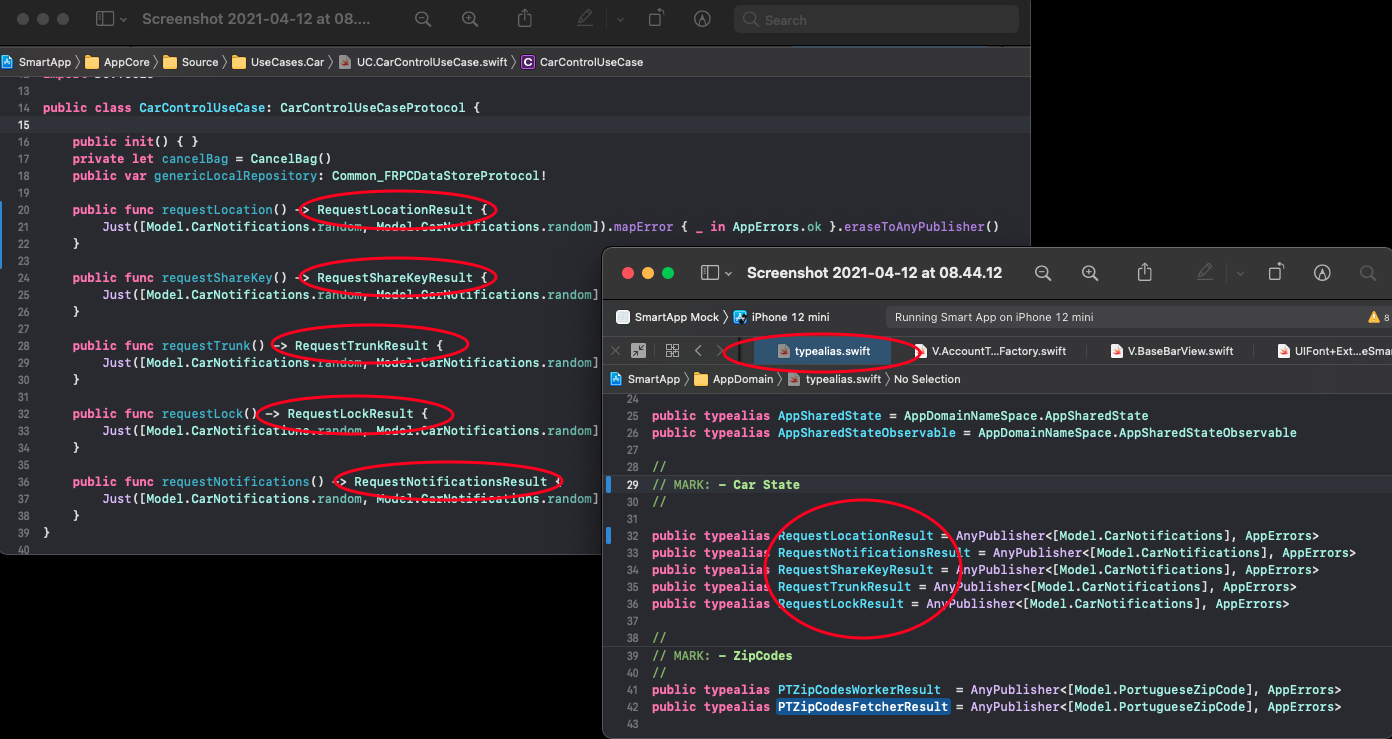 Screenshot 2021-04-12 at 08....
Search
SmartApp AppCore Source UseCases.Car UC.CarControlUseCase.swift C CarControlUseCase
13
14 public class CarControlUseCase: CarControlUseCaseProtocol {
15
16 public init() { }
17 private let cancelBag = CancelBag()
18 public var genericLocalRepository: Common_FRPCDataStoreProtocol!
19
20 public func requestLocation() -> RequestLocationResult {
21 Just([Model.CarNotifications.random, Model.CarNotifications.random]).mapError { _ in AppErrors.ok }.eraseToAnyPublisher()
22 }
23
24 public func requestShareKey() -> RequestShareKeyResult {
25 Just([Model.CarNotifications.random, Model.CarNotifications.random]
26 }
27
28 public func requestTrunk() -> RequestTrunkResult {
29 Just([Model.CarNotifications.random, Model.CarNotifications.random]
30 }
31
32 public func requestLock() -> RequestLockResult {
33 Just([Model.CarNotifications.random, Model.CarNotifications.random]
34 }
35
36 public func requestNotifications() -> RequestNotificationsResult {
37 Just([Model.CarNotifications.random, Model.CarNotifications.random]
38 }
39 }
40
Screenshot 2021-04-12 at 08.44.12
SmartApp Mock iPhone 12 mini Running Smart App on iPhone 12 mini 8
typealias.swift V.AccountT...Factory.swift V.BaseBarView.swift UIFont+Ext...eSma
SmartApp AppDomain typealias.swift No Selection
24
25 public typealias AppSharedState = AppDomainNameSpace.AppSharedState
26 public typealias AppSharedStateObservable = AppDomainNameSpace.AppSharedStateObservable
27
28 //
29 // MARK: - Car State
30 //
31
32 public typealias RequestLocationResult = AnyPublisher<[Model.CarNotifications], AppErrors>
33 public typealias RequestNotificationsResult = AnyPublisher<[Model.CarNotifications], AppErrors>
34 public typealias RequestShareKeyResult = AnyPublisher<[Model.CarNotifications], AppErrors>
35 public typealias RequestTrunkResult = AnyPublisher<[Model.CarNotifications], AppErrors>
36 public typealias RequestLockResult = AnyPublisher<[Model.CarNotifications], AppErrors>
37
38 //
39 // MARK: - ZipCodes
40 //
41 public typealias PTZipCodesWorkerResult = AnyPublisher<[Model.PortugueseZipCode], AppErrors>
42 public typealias PTZipCodesFetcherResult = AnyPublisher<[Model.PortugueseZipCode], AppErrors>
43